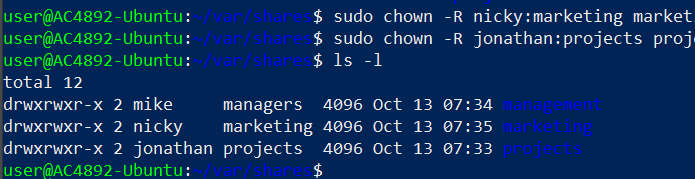 user@AC4892-Ubuntu:~/var/shares$ sudo chown -R nicky:marketing market
user@AC4892-Ubuntu:~/var/shares$ sudo chown -R jonathan:projects proj
user@AC4892-Ubuntu:~/var/shares$ ls -l
total 12
drwxrwxr-x 2 mike     managers  4096 Oct 13 07:34 management
drwxrwxr-x 2 nicky    marketing 4096 Oct 13 07:35 marketing
drwxrwxr-x 2 jonathan projects  4096 Oct 13 07:33 projects
user@AC4892-Ubuntu:~/var/shares$